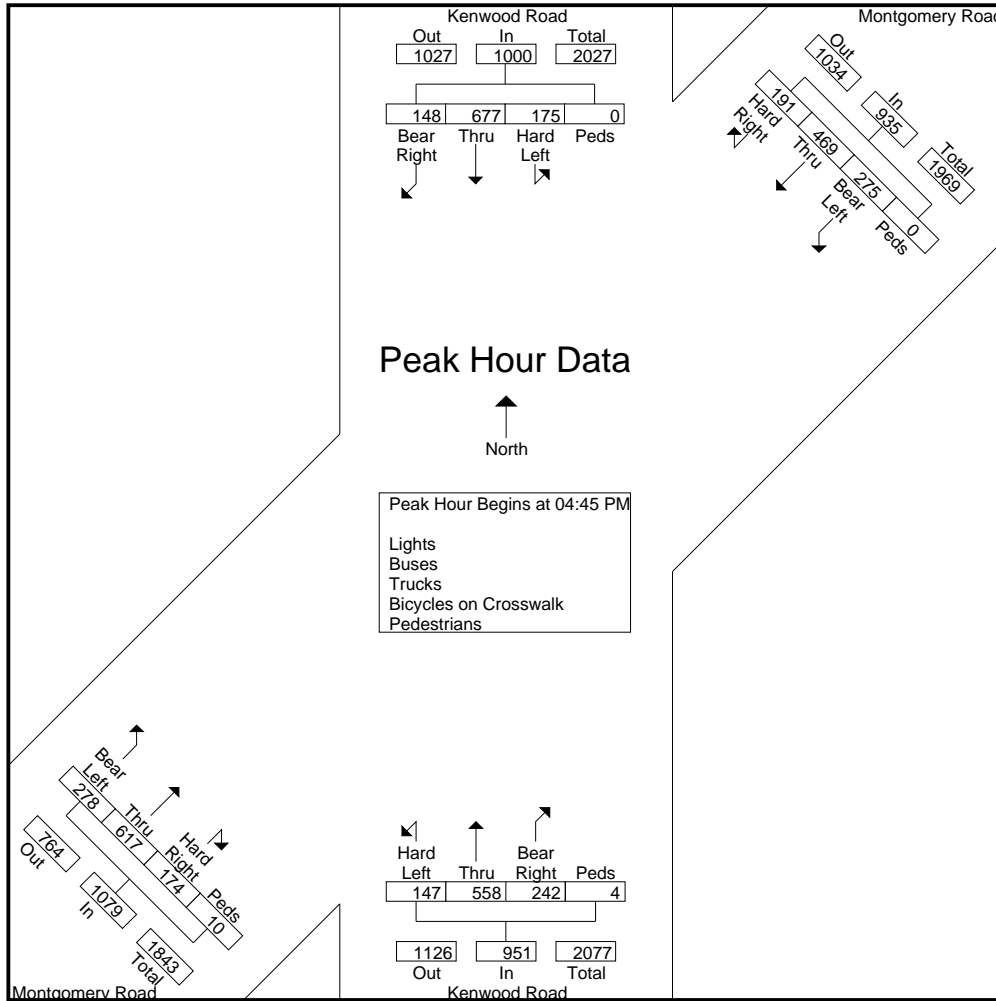 Kenwood Road
Out In Total
1027 1000 2027
148 677 175 0
Bear Right Thru Hard Left Peds
Montgomery Road
Out In Total
1034 935 1969
191 469 275 0
Hard Right Thru Bear Left Peds
Peak Hour Data
North
Peak Hour Begins at 04:45 PM
Lights
Buses
Trucks
Bicycles on Crosswalk
Pedestrians
Bear Left Thru Hard Right Peds
278 617 174 10
764 1079 1843
Out In Total
Montgomery Road
Hard Left Thru Bear Right Peds
147 558 242 4
1126 951 2077
Out In Total
Kenwood Road